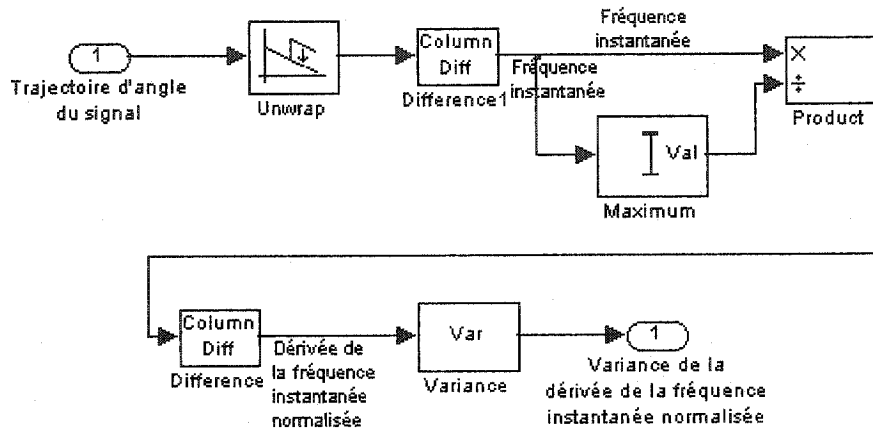 1
Trajectoire d'angle
du signal
Unwrap
Column
Diff
Difference1
Fréquence
instantanée
Fréquence
instantanée
Val
Maximum
×
÷
Product
Column
Diff
Difference
Dérivée de
la fréquence
instantanée
normalisée
Var
Variance
1
Variance de la
dérivée de la fréquence
instantanée normalisée